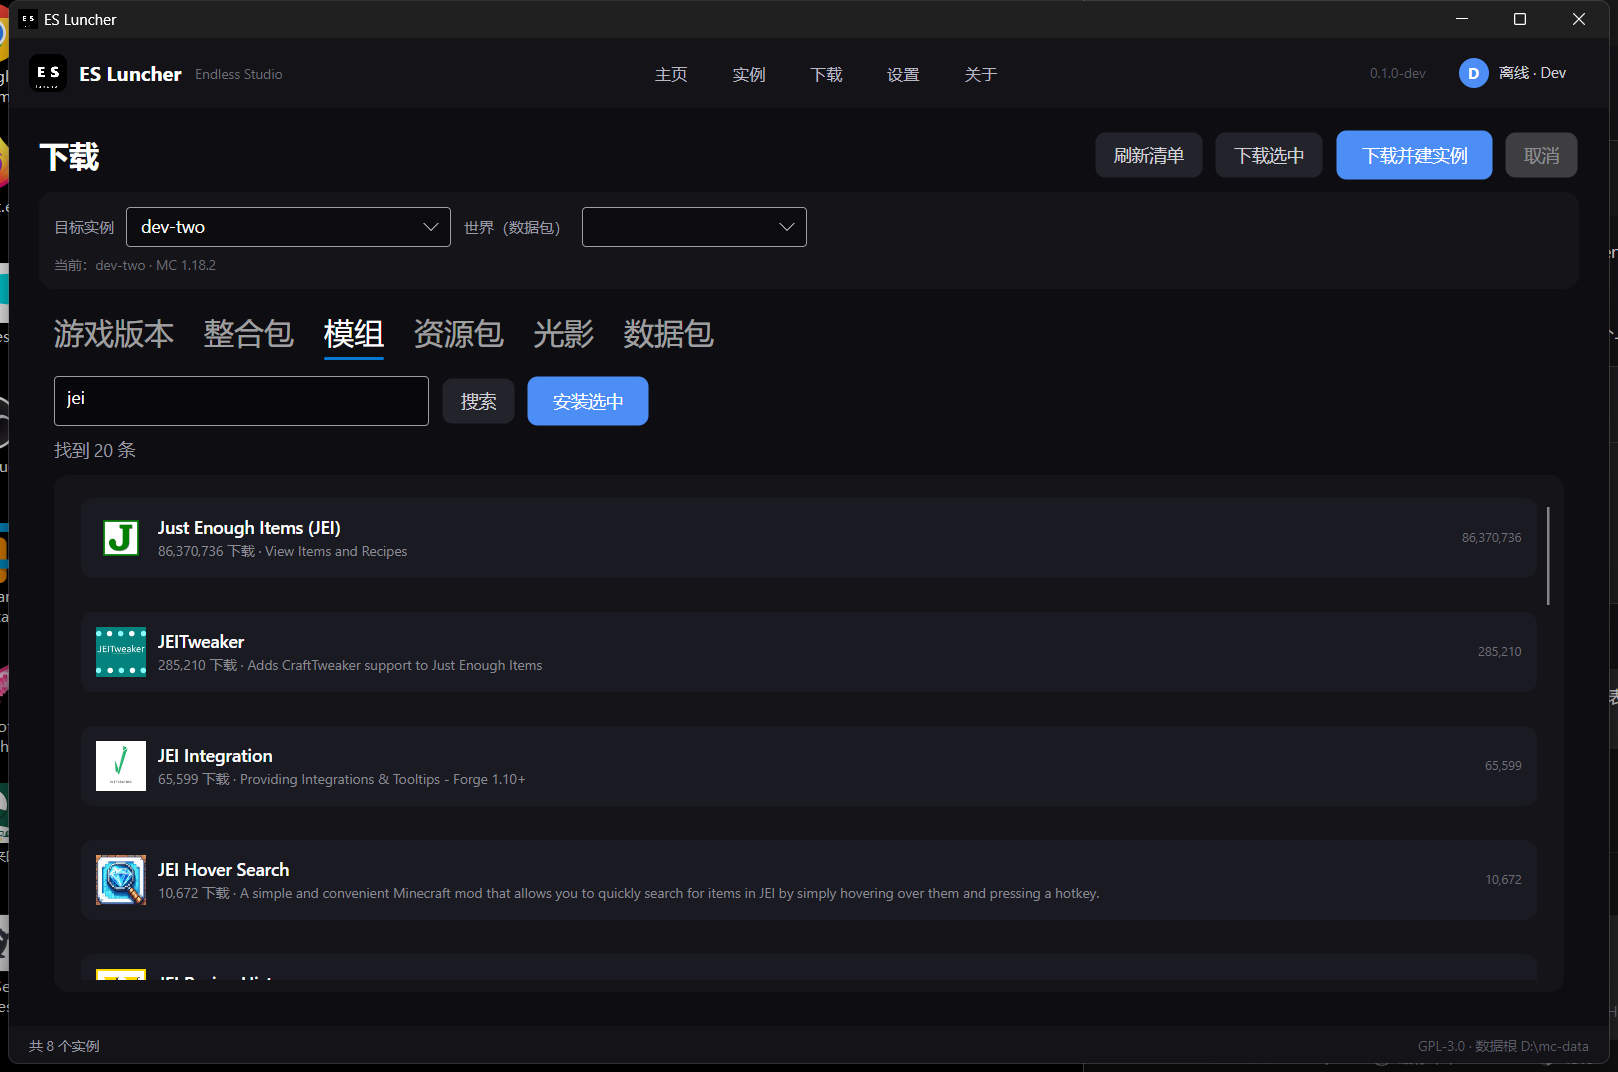 ES Luncher
ES Luncher Endless Studio 主页 实例 下载 设置 关于 0.1.0-dev D 离线 · Dev
下载 刷新清单 下载选中 下载并建实例 取消
目标实例 dev-two 世界（数据包）
当前：dev-two · MC 1.18.2
游戏版本 整合包 模组 资源包 光影 数据包
jei 搜索 安装选中
找到 20 条
Just Enough Items (JEI)
86,370,736 下载 · View Items and Recipes 86,370,736
JEITweaker
285,210 下载 · Adds CraftTweaker support to Just Enough Items 285,210
JEI Integration
65,599 下载 · Providing Integrations & Tooltips - Forge 1.10+ 65,599
JEI Hover Search
10,672 下载 · A simple and convenient Minecraft mod that allows you to quickly search for items in JEI by simply hovering over them and pressing a hotkey. 10,672
共 8 个实例 GPL-3.0 · 数据根 D:\mc-data